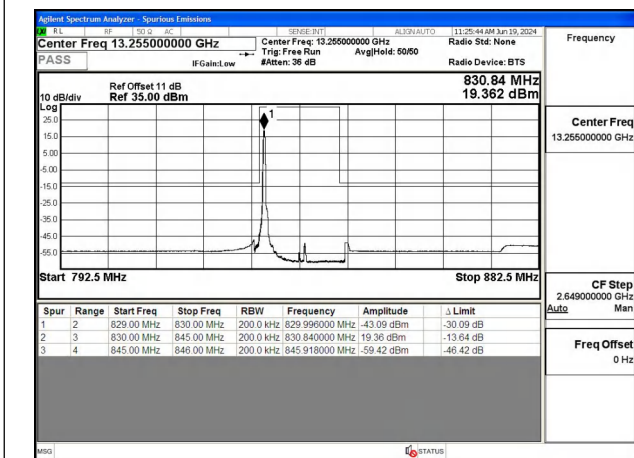 Agilent Spectrum Analyzer - Spurious Emissions
RL RF 50 Ω AC SENSE:INT ALIGN AUTO 11:25:44 AM Jun 19, 2024
Center Freq 13.255000000 GHz Center Freq: 13.255000000 GHz Radio Std: None
Trig: Free Run Avg|Hold: 50/50
PASS IFGain:Low #Atten: 36 dB Radio Device: BTS
Ref Offset 11 dB 830.84 MHz
10 dB/div Ref 35.00 dBm 19.362 dBm
Log
1
25.0
15.0
5.00
-5.00
-15.0
-25.0
-35.0
-45.0
-55.0
Start 792.5 MHz Stop 882.5 MHz
Spur Range Start Freq Stop Freq RBW Frequency Amplitude Δ Limit
1 2 829.00 MHz 830.00 MHz 200.0 kHz 829.996000 MHz -43.09 dBm -30.09 dB
2 3 830.00 MHz 845.00 MHz 200.0 kHz 830.840000 MHz 19.36 dBm -13.64 dB
3 4 845.00 MHz 846.00 MHz 200.0 kHz 845.918000 MHz -59.42 dBm -46.42 dB
MSG STATUS
Frequency
Center Freq
13.255000000 GHz
CF Step
2.649000000 GHz
Auto Man
Freq Offset
0 Hz